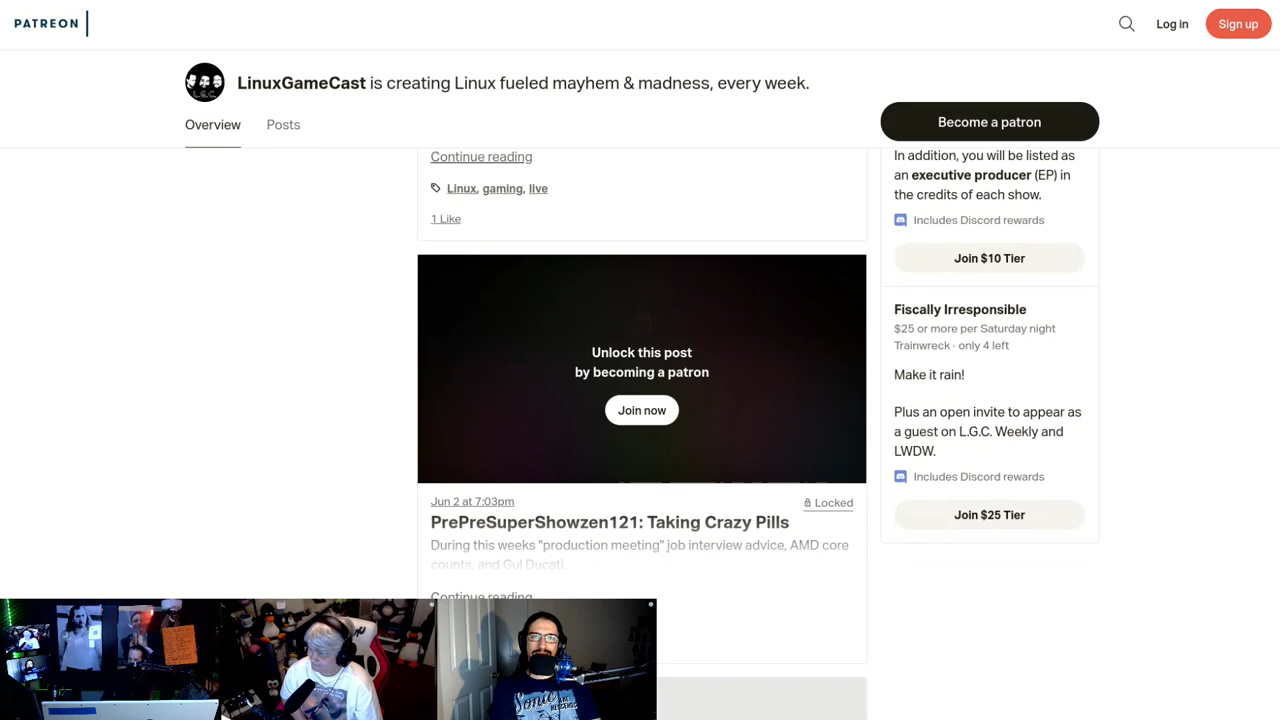 PATREON
Log in
Sign up
LinuxGameCast is creating Linux fueled mayhem & madness, every week.
Overview
Posts
Become a patron
Continue reading
Linux, gaming, live
1 Like
Unlock this post
by becoming a patron
Join now
Jun 2 at 7:03pm
Locked
PrePreSuperShowzen121: Taking Crazy Pills
During this weeks "production meeting" job interview advice, AMD core
counts, and Gul Ducati
Continue reading
In addition, you will be listed as
an executive producer (EP) in
the credits of each show.
Includes Discord rewards
Join $10 Tier
Fiscally Irresponsible
$25 or more per Saturday night
Trainwreck · only 4 left
Make it rain!
Plus an open invite to appear as
a guest on L.G.C. Weekly and
LWDW.
Includes Discord rewards
Join $25 Tier
Sonic